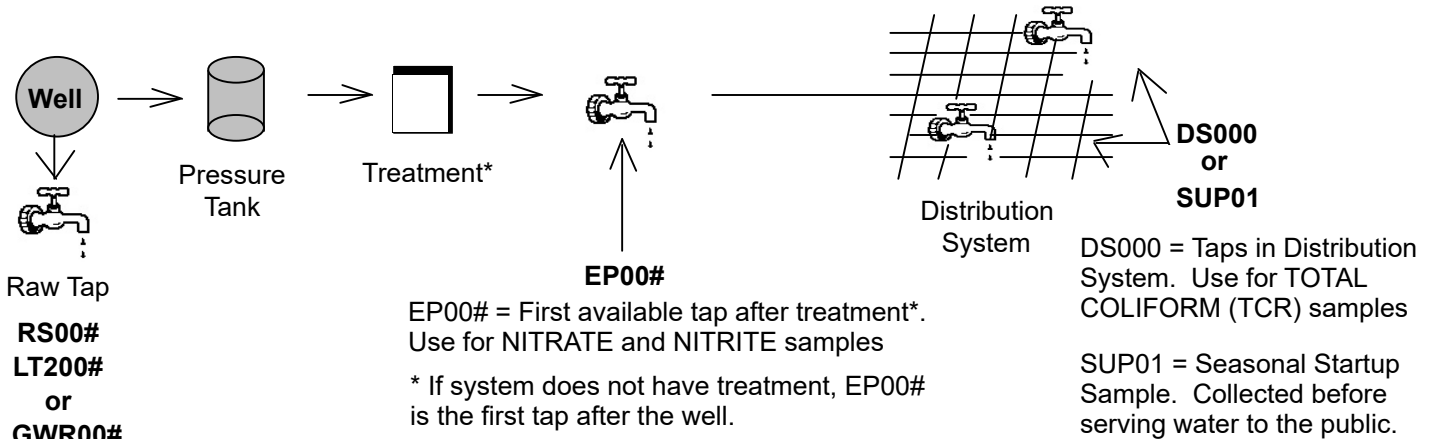 Well
Pressure
Tank
Treatment*
Raw Tap
RS00#
LT200#
or
GWR00#
EP00#
EP00# = First available tap after treatment*.
Use for NITRATE and NITRITE samples
* If system does not have treatment, EP00#
is the first tap after the well.
Distribution
System
DS000
or
SUP01
DS000 = Taps in Distribution
System. Use for TOTAL
COLIFORM (TCR) samples
SUP01 = Seasonal Startup
Sample. Collected before
serving water to the public.